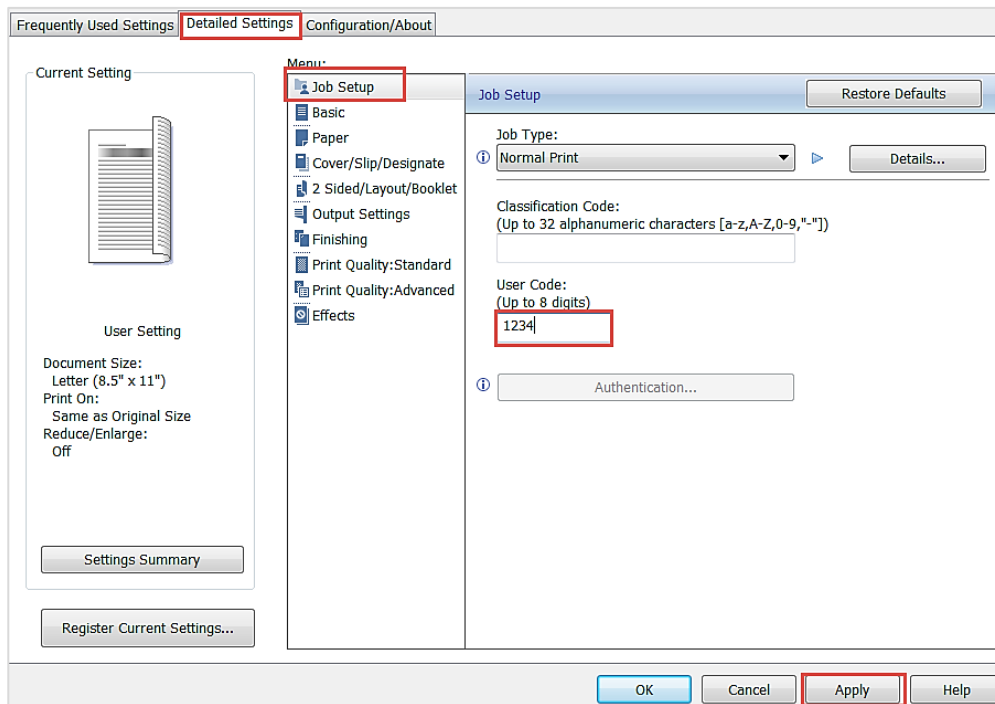 Frequently Used Settings
Detailed Settings
Configuration/About
Current Setting
User Setting
Document Size:
Letter (8.5" x 11")
Print On:
Same as Original Size
Reduce/Enlarge:
Off
Settings Summary
Register Current Settings...
Menu:
Job Setup
Basic
Paper
Cover/Slip/Designate
2 Sided/Layout/Booklet
Output Settings
Finishing
Print Quality:Standard
Print Quality:Advanced
Effects
Job Setup
Restore Defaults
Job Type:
Normal Print
Details...
Classification Code:
(Up to 32 alphanumeric characters [a-z,A-Z,0-9,"-"])
User Code:
(Up to 8 digits)
1234
Authentication...
OK
Cancel
Apply
Help